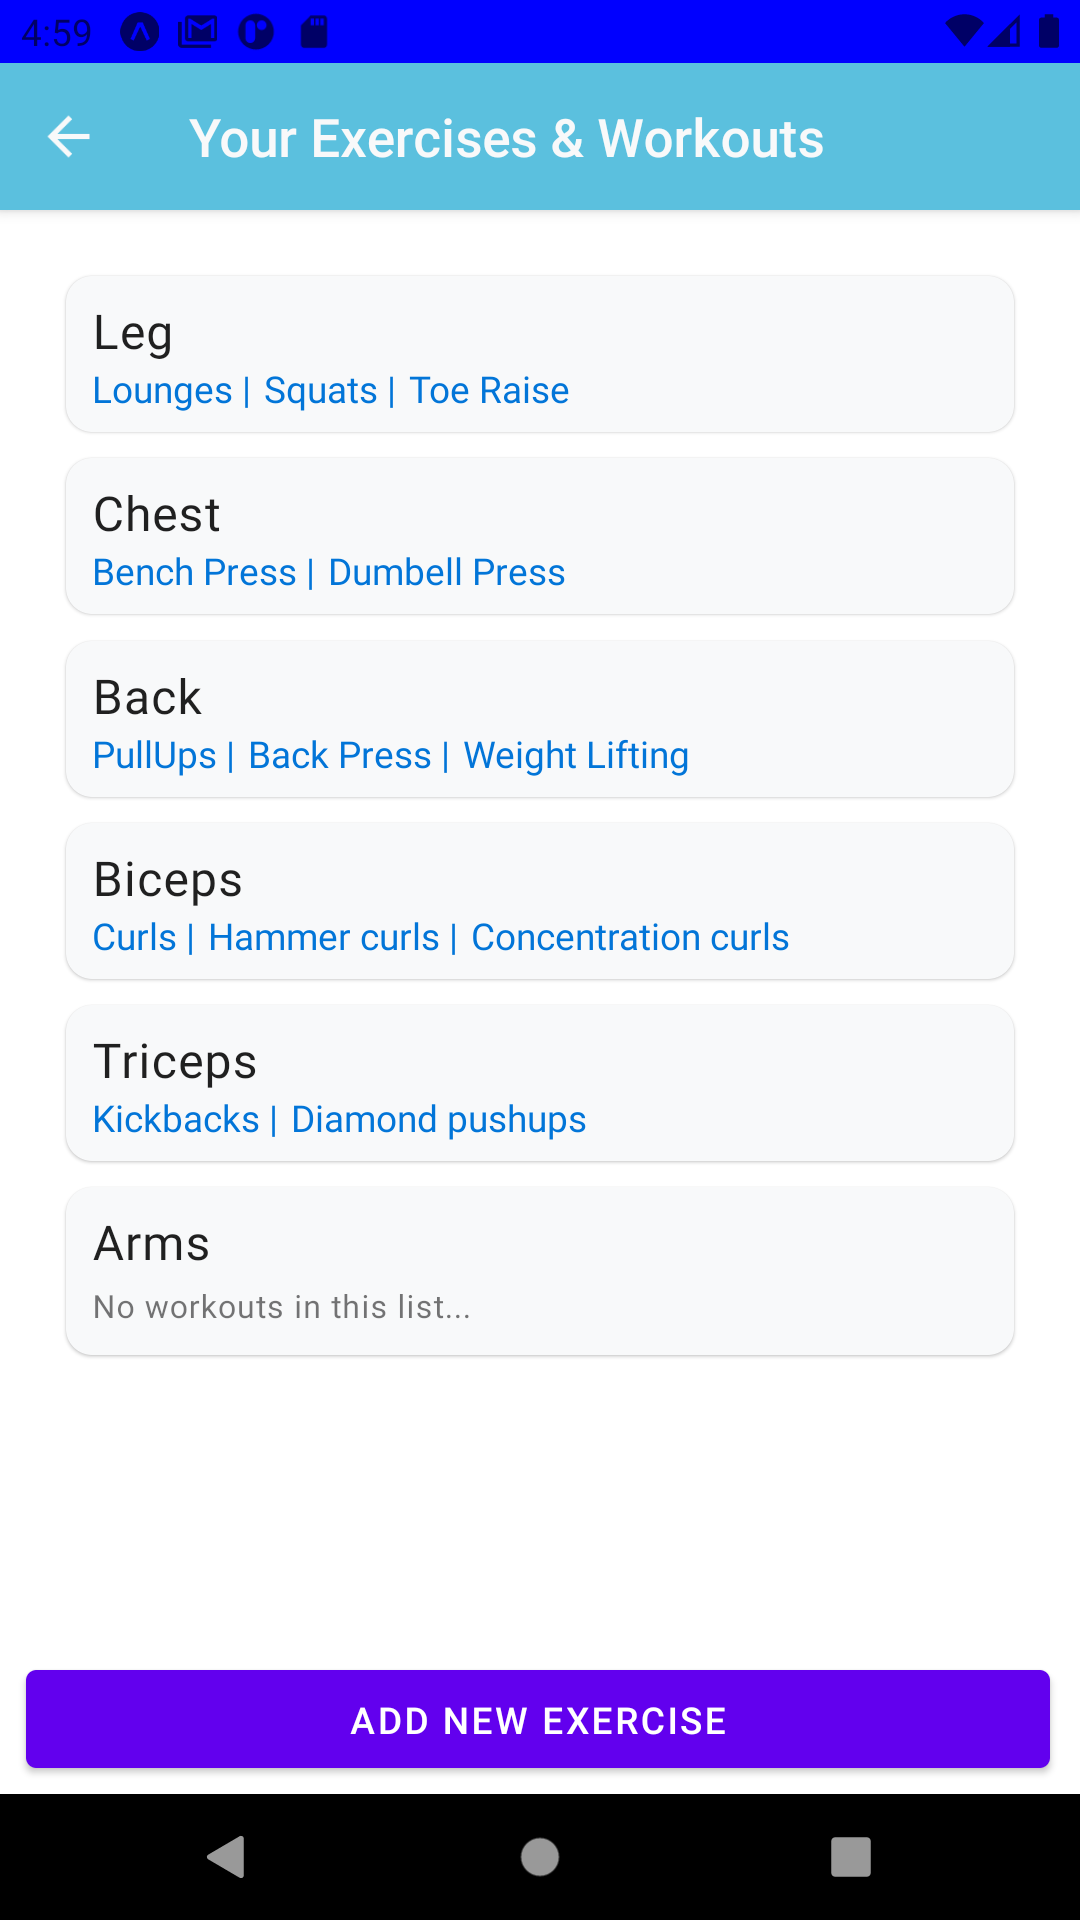 4:59
Your Exercises & Workouts
Leg
Lounges | Squats | Toe Raise
Chest
Bench Press | Dumbell Press
Back
PullUps | Back Press | Weight Lifting
Biceps
Curls | Hammer curls | Concentration curls
Triceps
Kickbacks | Diamond pushups
Arms
No workouts in this list...
ADD NEW EXERCISE